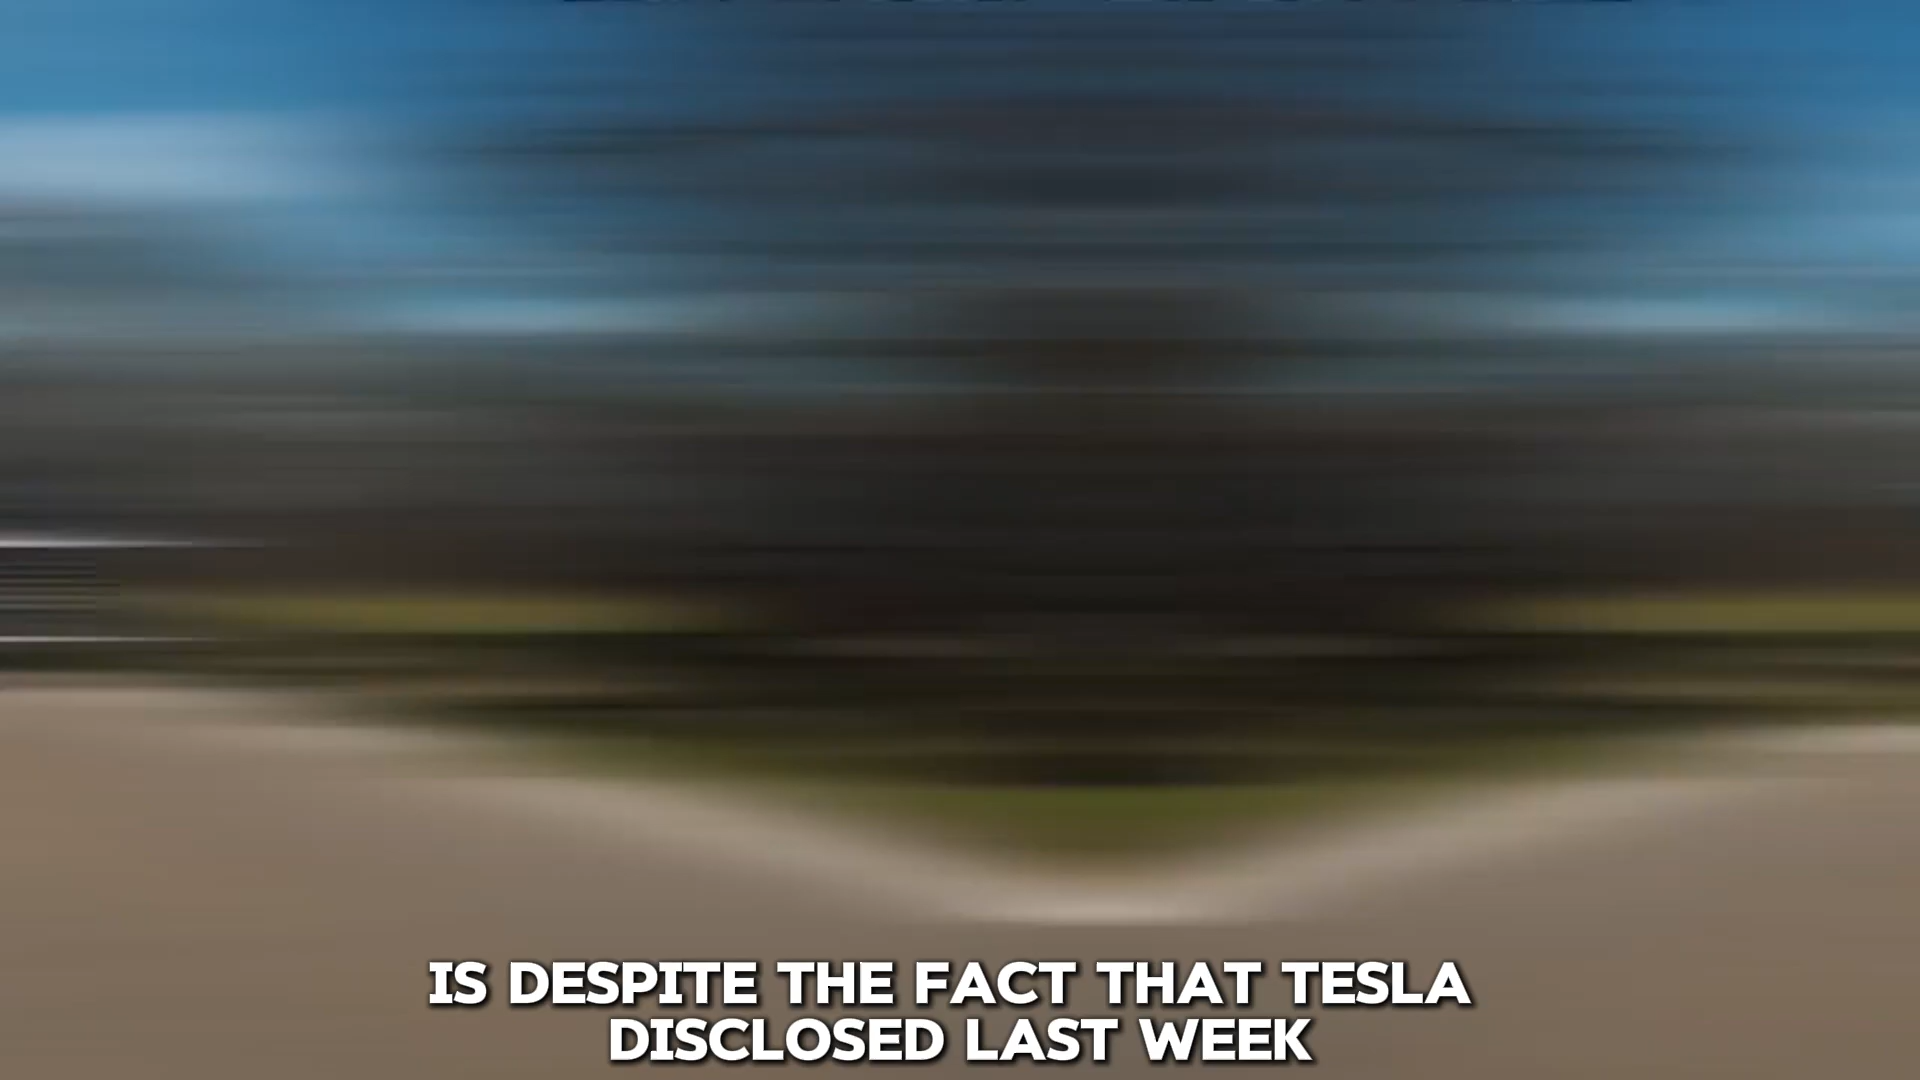 IS DESPITE THE FACT THAT TESLA
DISCLOSED LAST WEEK